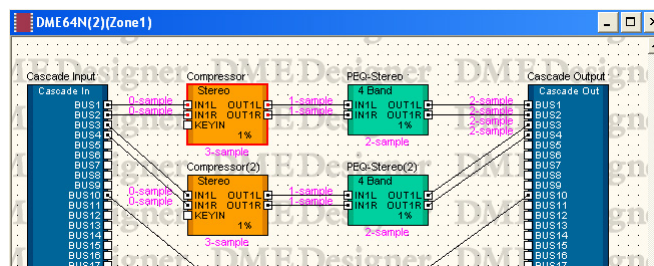 DME64N(2)(Zone1)
Cascade Input
Cascade In
BUS1
BUS2
BUS3
BUS4
BUS5
BUS6
BUS7
BUS8
BUS9
BUS10
BUS11
BUS12
BUS13
BUS14
BUS15
BUS16
BUS17
0-sample
0-sample
0-sample
0-sample
Compressor
Stereo
IN1L OUT1L
IN1R OUT1R
KEYIN
1%
3-sample
Compressor(2)
Stereo
IN1L OUT1L
IN1R OUT1R
KEYIN
1%
3-sample
1-sample
1-sample
1-sample
1-sample
PEQ-Stereo
4 Band
IN1L OUT1L
IN1R OUT1R
1%
2-sample
PEQ-Stereo(2)
4 Band
IN1L OUT1L
IN1R OUT1R
1%
2-sample
2-sample
2-sample
2-sample
2-sample
Cascade Output
Cascade Out
BUS1
BUS2
BUS3
BUS4
BUS5
BUS6
BUS7
BUS8
BUS9
BUS10
BUS11
BUS12
BUS13
BUS14
BUS15
BUS16
BUS17
DME Designer